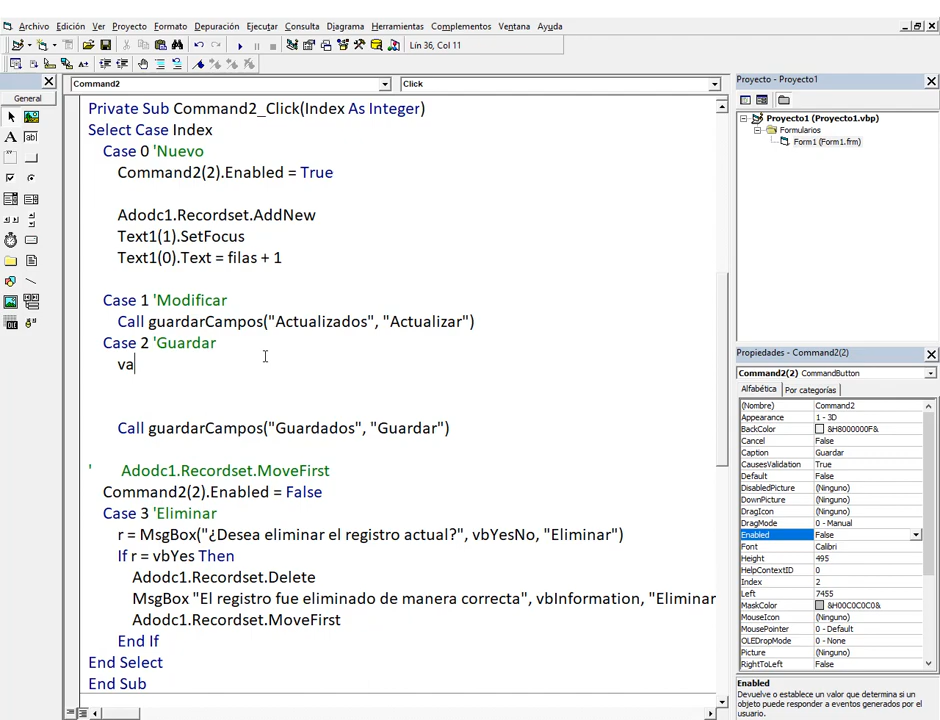 Archivo Edición Ver Proyecto Formato Depuración Ejecutar Consulta Diagrama Herramientas Complementos Ventana Ayuda
Lín 36, Col 11
General
Command2 Click
Private Sub Command2_Click(Index As Integer)
Select Case Index
Case 0 'Nuevo
Command2(2).Enabled = True
Adodc1.Recordset.AddNew
Text1(1).SetFocus
Text1(0).Text = filas + 1
Case 1 'Modificar
Call guardarCampos("Actualizados", "Actualizar")
Case 2 'Guardar
va
Call guardarCampos("Guardados", "Guardar")
' Adodc1.Recordset.MoveFirst
Command2(2).Enabled = False
Case 3 'Eliminar
r = MsgBox("¿Desea eliminar el registro actual?", vbYesNo, "Eliminar")
If r = vbYes Then
Adodc1.Recordset.Delete
MsgBox "El registro fue eliminado de manera correcta", vbInformation, "Eliminar
Adodc1.Recordset.MoveFirst
End If
End Select
End Sub
Proyecto - Proyecto1
Proyecto1 (Proyecto1.vbp)
Formularios
Form1 (Form1.frm)
Propiedades - Command2(2)
Command2(2) CommandButton
Alfabética Por categorías
(Nombre) Command2
Appearance 1 - 3D
BackColor &H8000000F&
Cancel False
Caption Guardar
CausesValidation True
Default False
DisabledPicture (Ninguno)
DownPicture (Ninguno)
DragIcon (Ninguno)
DragMode 0 - Manual
Enabled False
Font Calibri
Height 495
HelpContextID 0
Index 2
Left 7455
MaskColor &H00C0C0C0&
MouseIcon (Ninguno)
MousePointer 0 - Default
OLEDropMode 0 - None
Picture (Ninguno)
RightToLeft False
Enabled
Devuelve o establece un valor que determina si un
objeto puede responder a eventos generados por el
usuario.